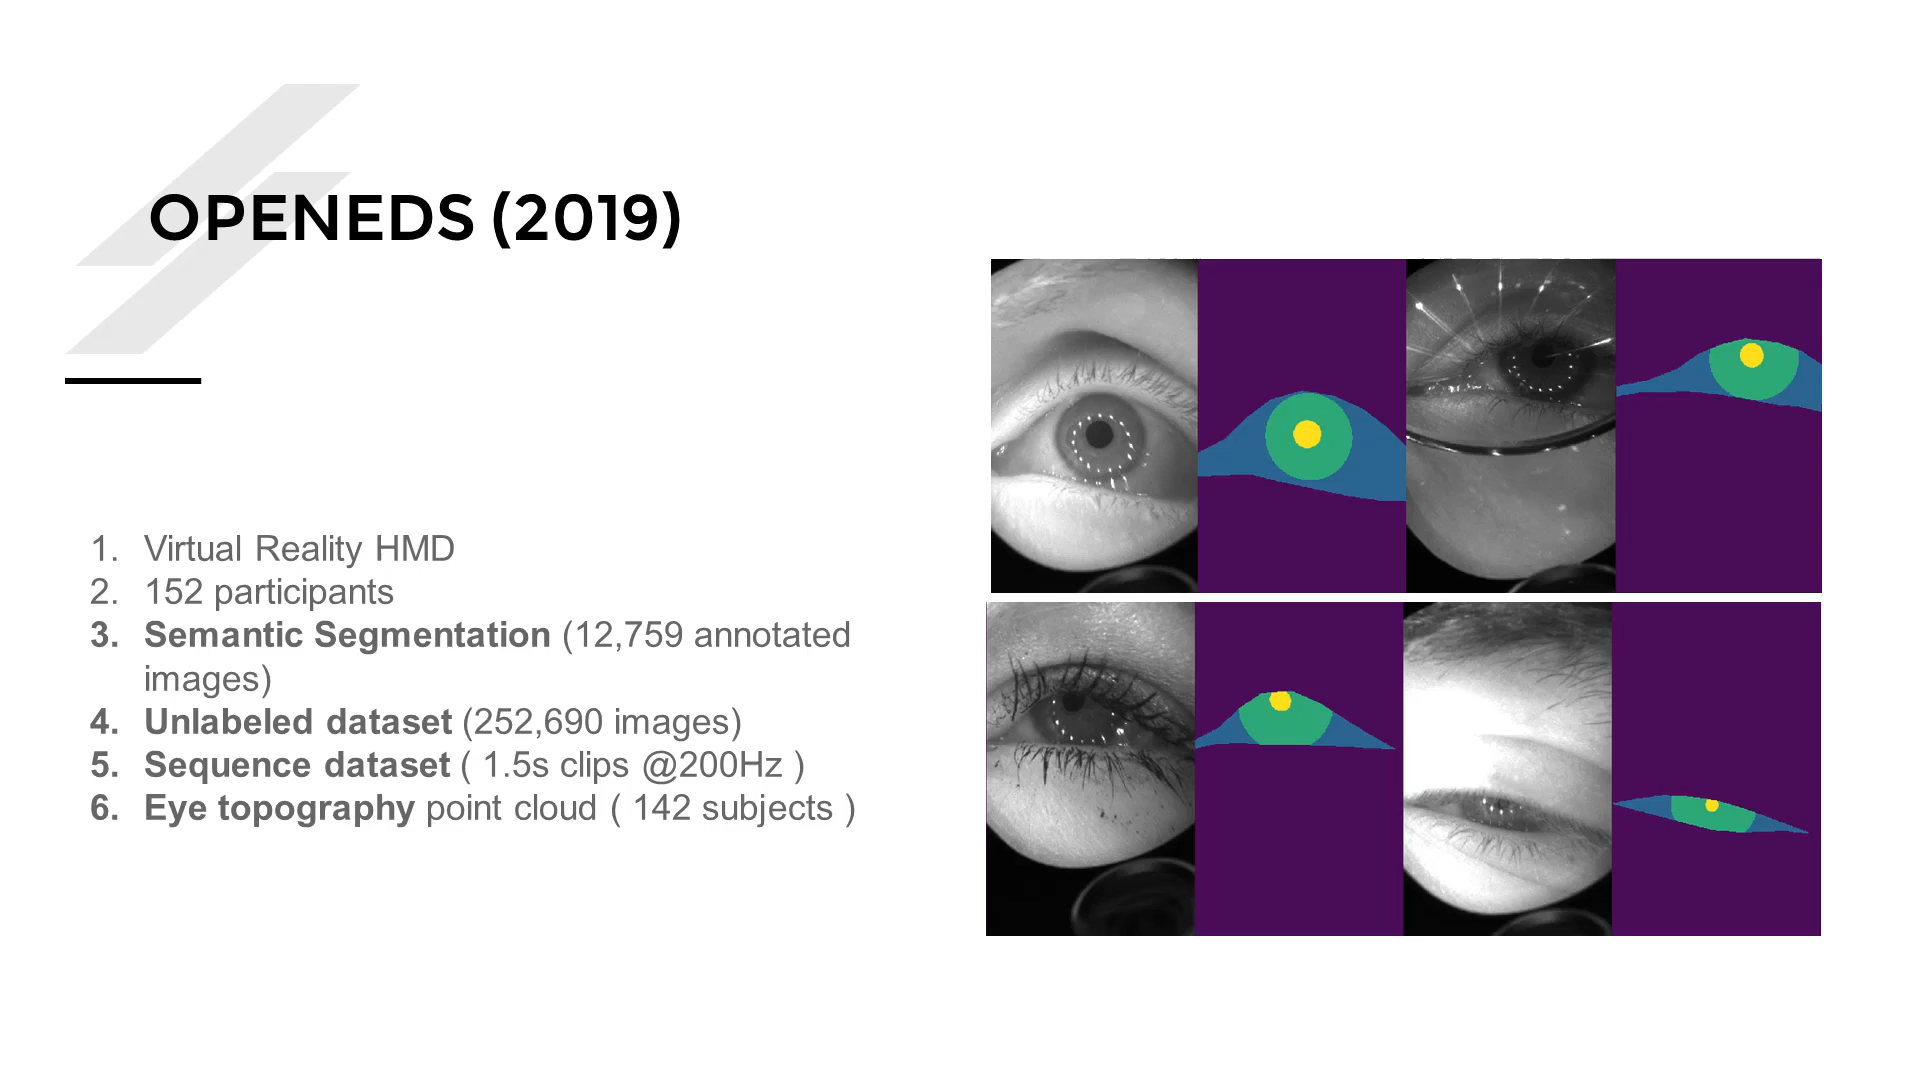 OPENEDS (2019)
1. Virtual Reality HMD
2. 152 participants
3. Semantic Segmentation (12,759 annotated
images)
4. Unlabeled dataset (252,690 images)
5. Sequence dataset ( 1.5s clips @200Hz )
6. Eye topography point cloud ( 142 subjects )